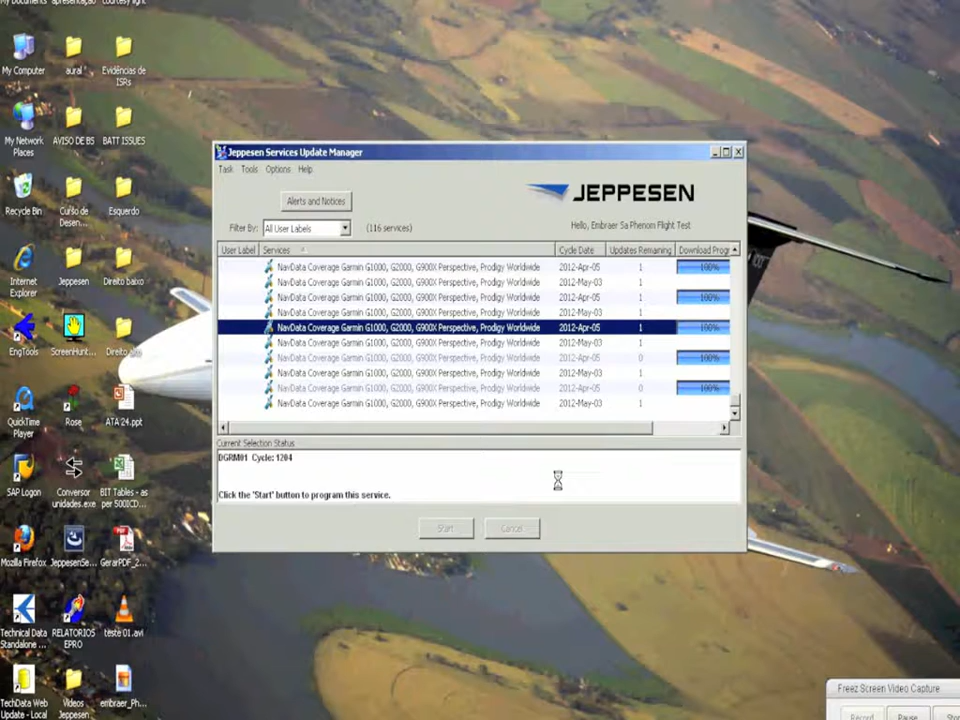 My Documents
apresentação
courtesy light
My Computer
aural
Evidências de
ISRs
My Network
Places
AVISO DE BS
BATT ISSUES
Recycle Bin
Curso de
Desen...
Esquerdo
Internet
Explorer
Jeppesen
Direito baixo
EngTools
ScreenHunt...
Direito
QuickTime
Player
Rose
ATA 24.ppt
SAP Logon
Conversor
unidades.exe
BIT Tables - as
per 500ICD...
Mozilla Firefox
JeppesenSe...
GerarPDF_2...
Technical Data
Standalone ...
RELATORIOS
EPRO
teste 01.avi
TechData Web
Update - Local
Videos
Jeppesen
embraer_Ph...
Jeppesen Services Update Manager
Task Tools Options Help
JEPPESEN
Alerts and Notices
Hello, Embraer Sa Phenom Flight Test
Filter By: All User Labels (116 services)
User Label Services Cycle Date Updates Remaining Download Prog
NavData Coverage Garmin G1000, G2000, G900X Perspective, Prodigy Worldwide 2012-Apr-05 1 100%
NavData Coverage Garmin G1000, G2000, G900X Perspective, Prodigy Worldwide 2012-May-03 1
NavData Coverage Garmin G1000, G2000, G900X Perspective, Prodigy Worldwide 2012-Apr-05 1 100%
NavData Coverage Garmin G1000, G2000, G900X Perspective, Prodigy Worldwide 2012-May-03 1
NavData Coverage Garmin G1000, G2000, G900X Perspective, Prodigy Worldwide 2012-Apr-05 1 100%
NavData Coverage Garmin G1000, G2000, G900X Perspective, Prodigy Worldwide 2012-May-03 1
NavData Coverage Garmin G1000, G2000, G900X Perspective, Prodigy Worldwide 2012-Apr-05 0 100%
NavData Coverage Garmin G1000, G2000, G900X Perspective, Prodigy Worldwide 2012-May-03 1
NavData Coverage Garmin G1000, G2000, G900X Perspective, Prodigy Worldwide 2012-Apr-05 0 100%
NavData Coverage Garmin G1000, G2000, G900X Perspective, Prodigy Worldwide 2012-May-03 1
Current Selection Status
DGRM01 Cycle: 1204
Click the 'Start' button to program this service.
Start Cancel
Freez Screen Video Capture
Record Pause